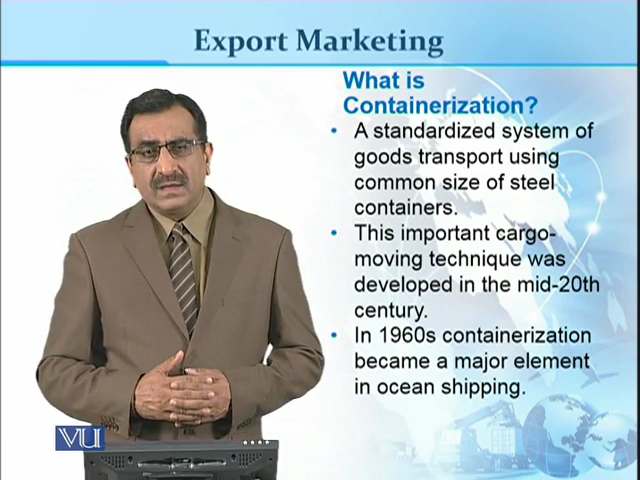 Export Marketing
What is
Containerization?
• A standardized system of
goods transport using
common size of steel
containers.
• This important cargo-
moving technique was
developed in the mid-20th
century.
• In 1960s containerization
became a major element
in ocean shipping.
VU